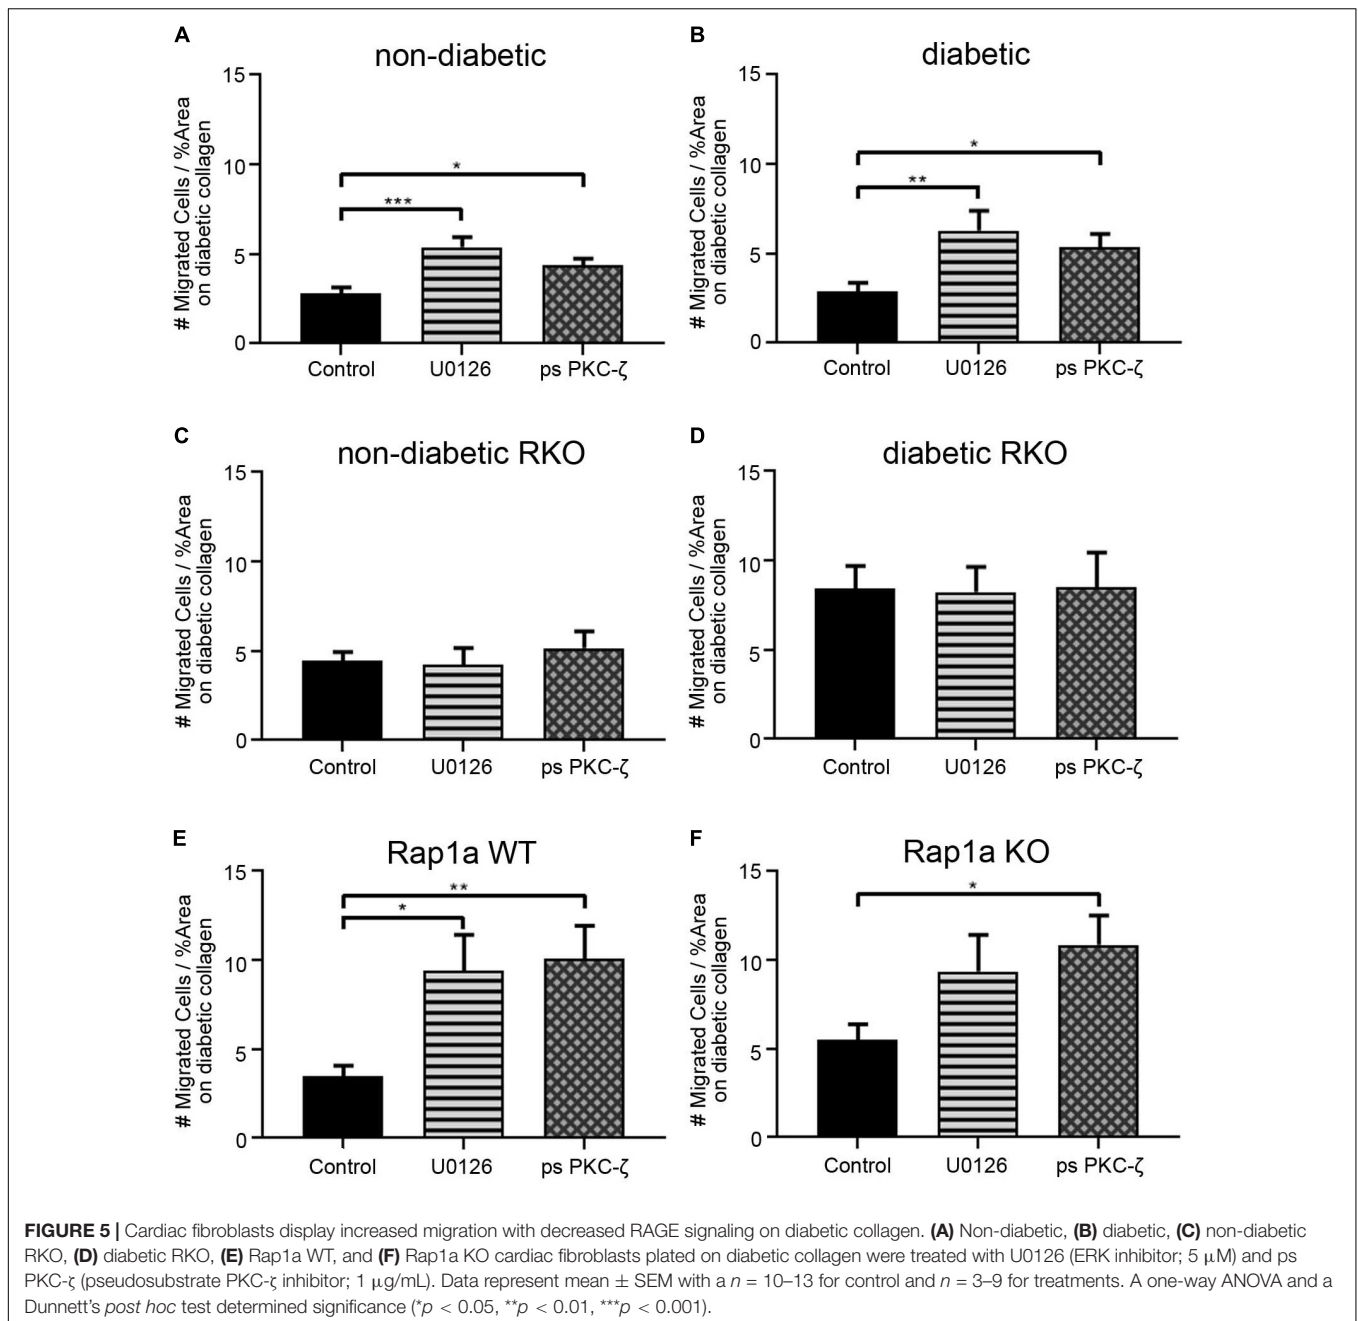 A
non-diabetic
# Migrated Cells / %Area
on diabetic collagen
15
10
5
0
*
***
Control U0126 ps PKC-ζ
B
diabetic
# Migrated Cells / %Area
on diabetic collagen
15
10
5
0
*
**
Control U0126 ps PKC-ζ
C
non-diabetic RKO
# Migrated Cells / %Area
on diabetic collagen
15
10
5
0
Control U0126 ps PKC-ζ
D
diabetic RKO
# Migrated Cells / %Area
on diabetic collagen
15
10
5
0
Control U0126 ps PKC-ζ
E
Rap1a WT
# Migrated Cells / %Area
on diabetic collagen
15
10
5
0
**
*
Control U0126 ps PKC-ζ
F
Rap1a KO
# Migrated Cells / %Area
on diabetic collagen
15
10
5
0
*
Control U0126 ps PKC-ζ
FIGURE 5 | Cardiac fibroblasts display increased migration with decreased RAGE signaling on diabetic collagen. (A) Non-diabetic, (B) diabetic, (C) non-diabetic
RKO, (D) diabetic RKO, (E) Rap1a WT, and (F) Rap1a KO cardiac fibroblasts plated on diabetic collagen were treated with U0126 (ERK inhibitor; 5 μM) and ps
PKC-ζ (pseudosubstrate PKC-ζ inhibitor; 1 μg/mL). Data represent mean ± SEM with a n = 10–13 for control and n = 3–9 for treatments. A one-way ANOVA and a
Dunnett's post hoc test determined significance (*p < 0.05, **p < 0.01, ***p < 0.001).